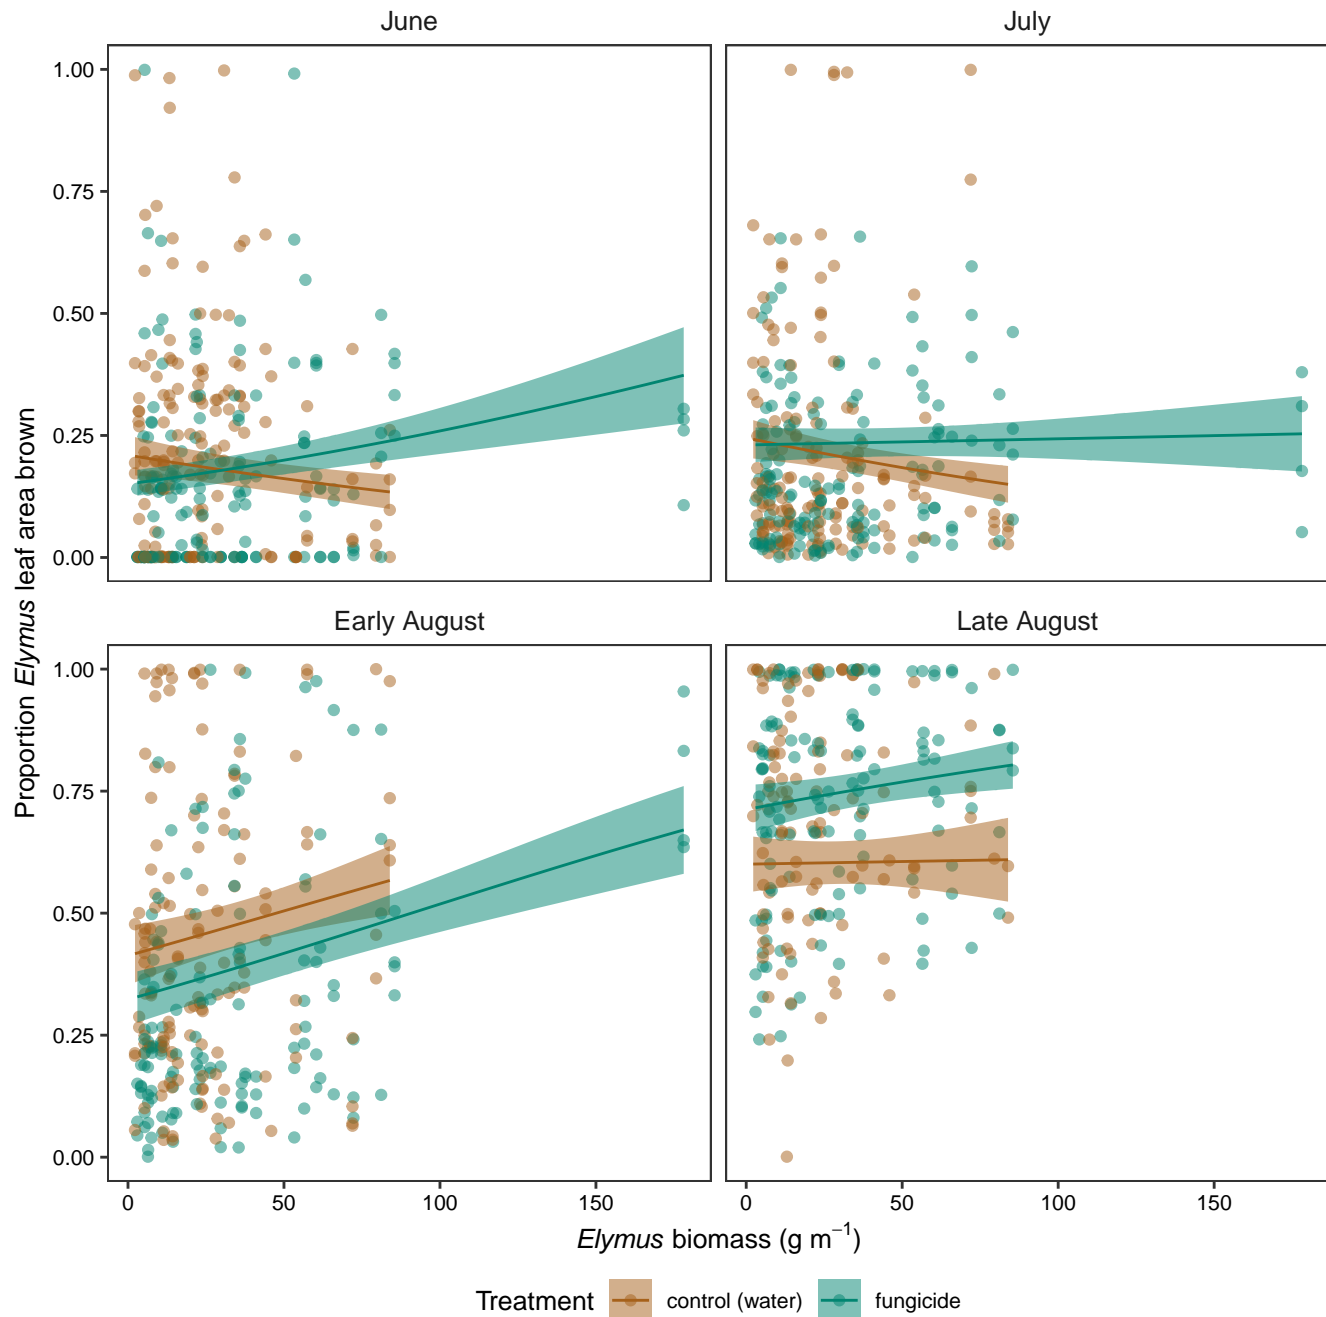 June
July
1.00
0.75
0.50
0.25
0.00
Early August
Late August
1.00
0.75
0.50
0.25
0.00
Proportion Elymus leaf area brown
0
50
100
150
0
50
100
150
Elymus biomass (g m⁻¹)
Treatment
control (water)
fungicide